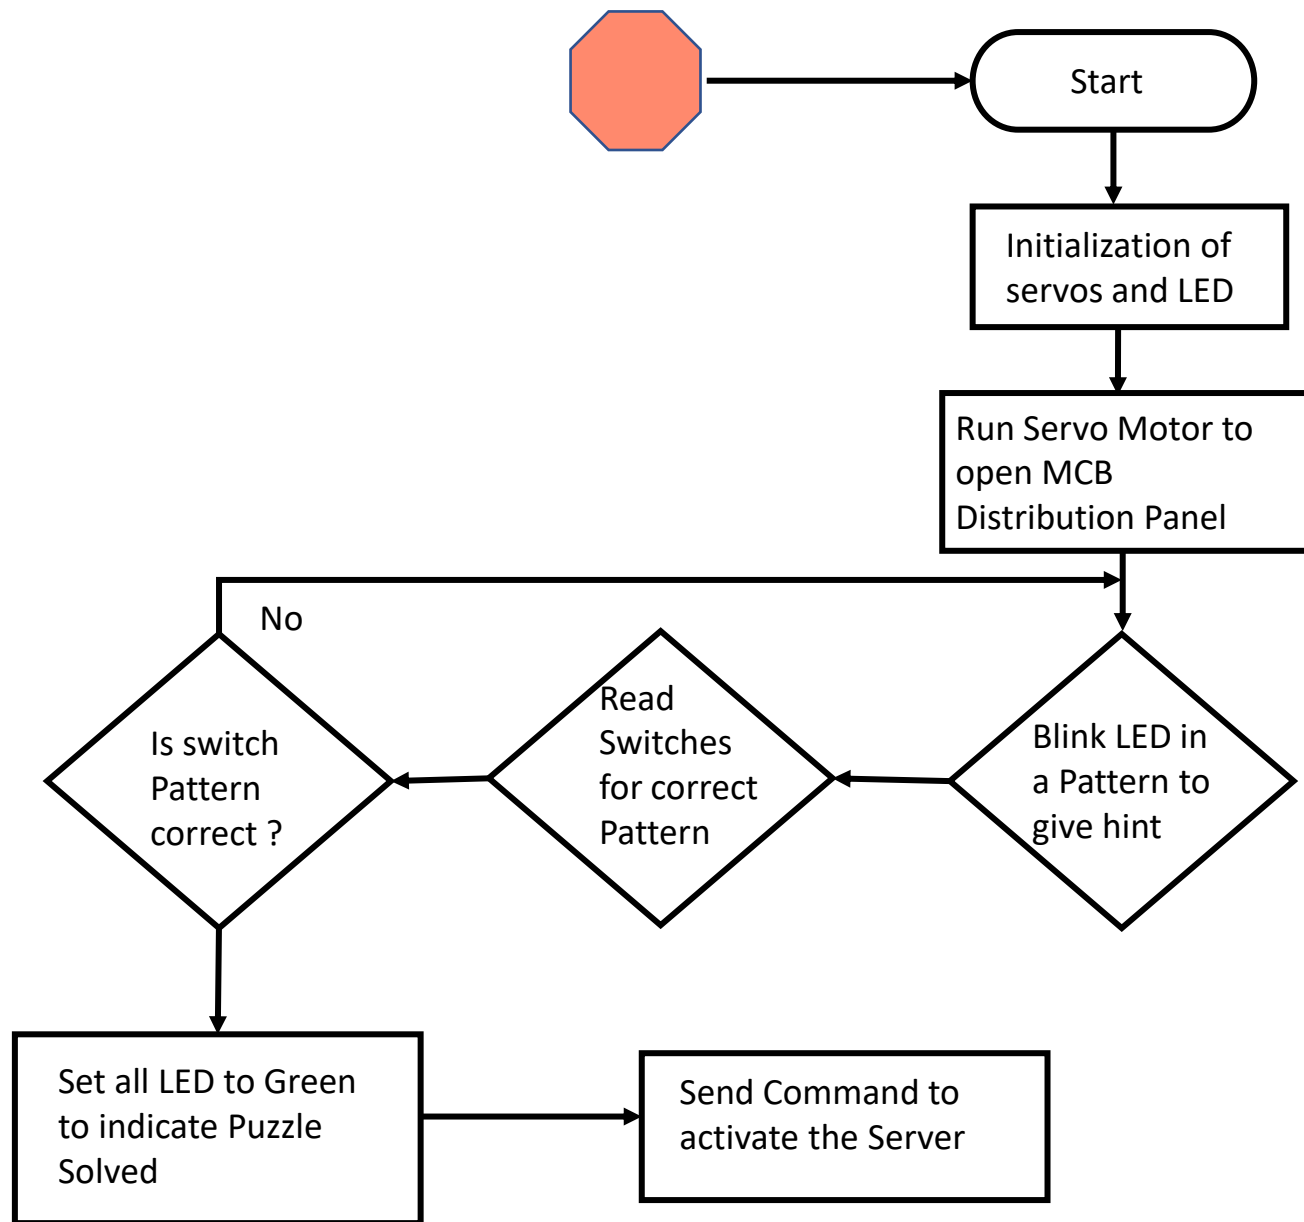 Start
Initialization of
servos and LED
Run Servo Motor to
open MCB
Distribution Panel
No
Is switch
Pattern
correct ?
Read
Switches
for correct
Pattern
Blink LED in
a Pattern to
give hint
Set all LED to Green
to indicate Puzzle
Solved
Send Command to
activate the Server